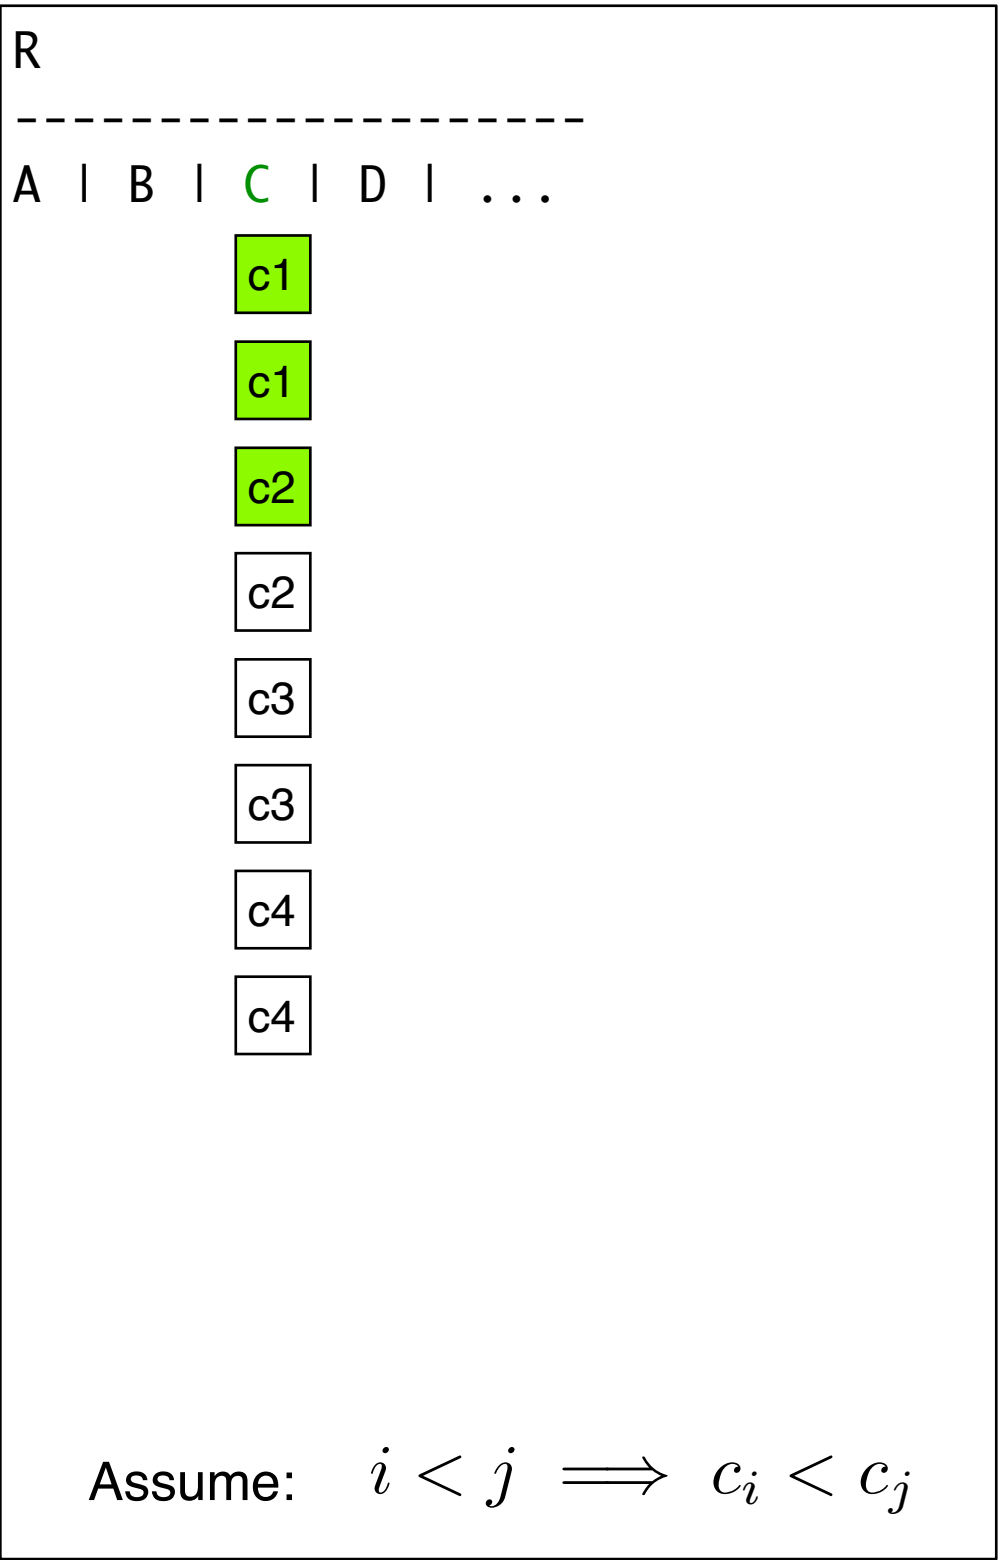 R
--------------------
A | B | C | D | ...
c1
c1
c2
c2
c3
c3
c4
c4
Assume: i < j ⟹ c_i < c_j